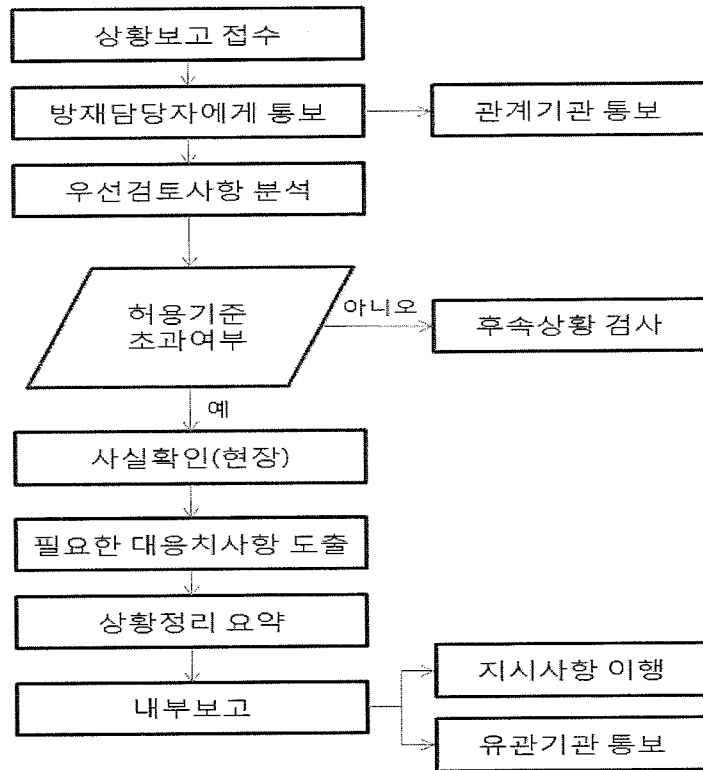 상황보고 접수
방재담당자에게 통보
관계기관 통보
우선검토사항 분석
허용기준
초과여부
아니오
후속상황 검사
예
사실확인(현장)
필요한 대응치사항 도출
상황정리 요약
내부보고
지시사항 이행
유관기관 통보